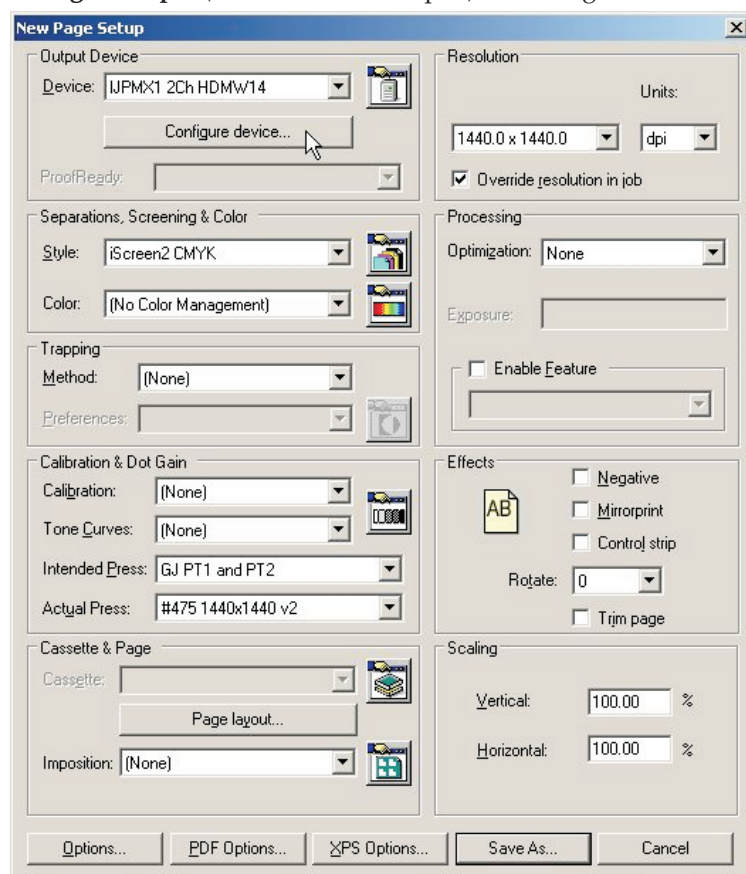 New Page Setup
Output Device
Device: IJPMX1 2Ch HDMW14
Configure device...
ProofReady:
Separations, Screening & Color
Style: iScreen2 CMYK
Color: (No Color Management)
Trapping
Method: (None)
Preferences:
Calibration & Dot Gain
Calibration: (None)
Tone Curves: (None)
Intended Press: GJ PT1 and PT2
Actual Press: #475 1440x1440 v2
Cassette & Page
Cassette:
Page layout...
Imposition: (None)
Resolution
Units:
1440.0 x 1440.0 dpi
Override resolution in job
Processing
Optimization: None
Exposure:
Enable Feature
Effects
AB
Negative
Mirrorprint
Control strip
Rotate: 0
Trim page
Scaling
Vertical: 100.00 %
Horizontal: 100.00 %
Options... PDF Options... XPS Options... Save As... Cancel